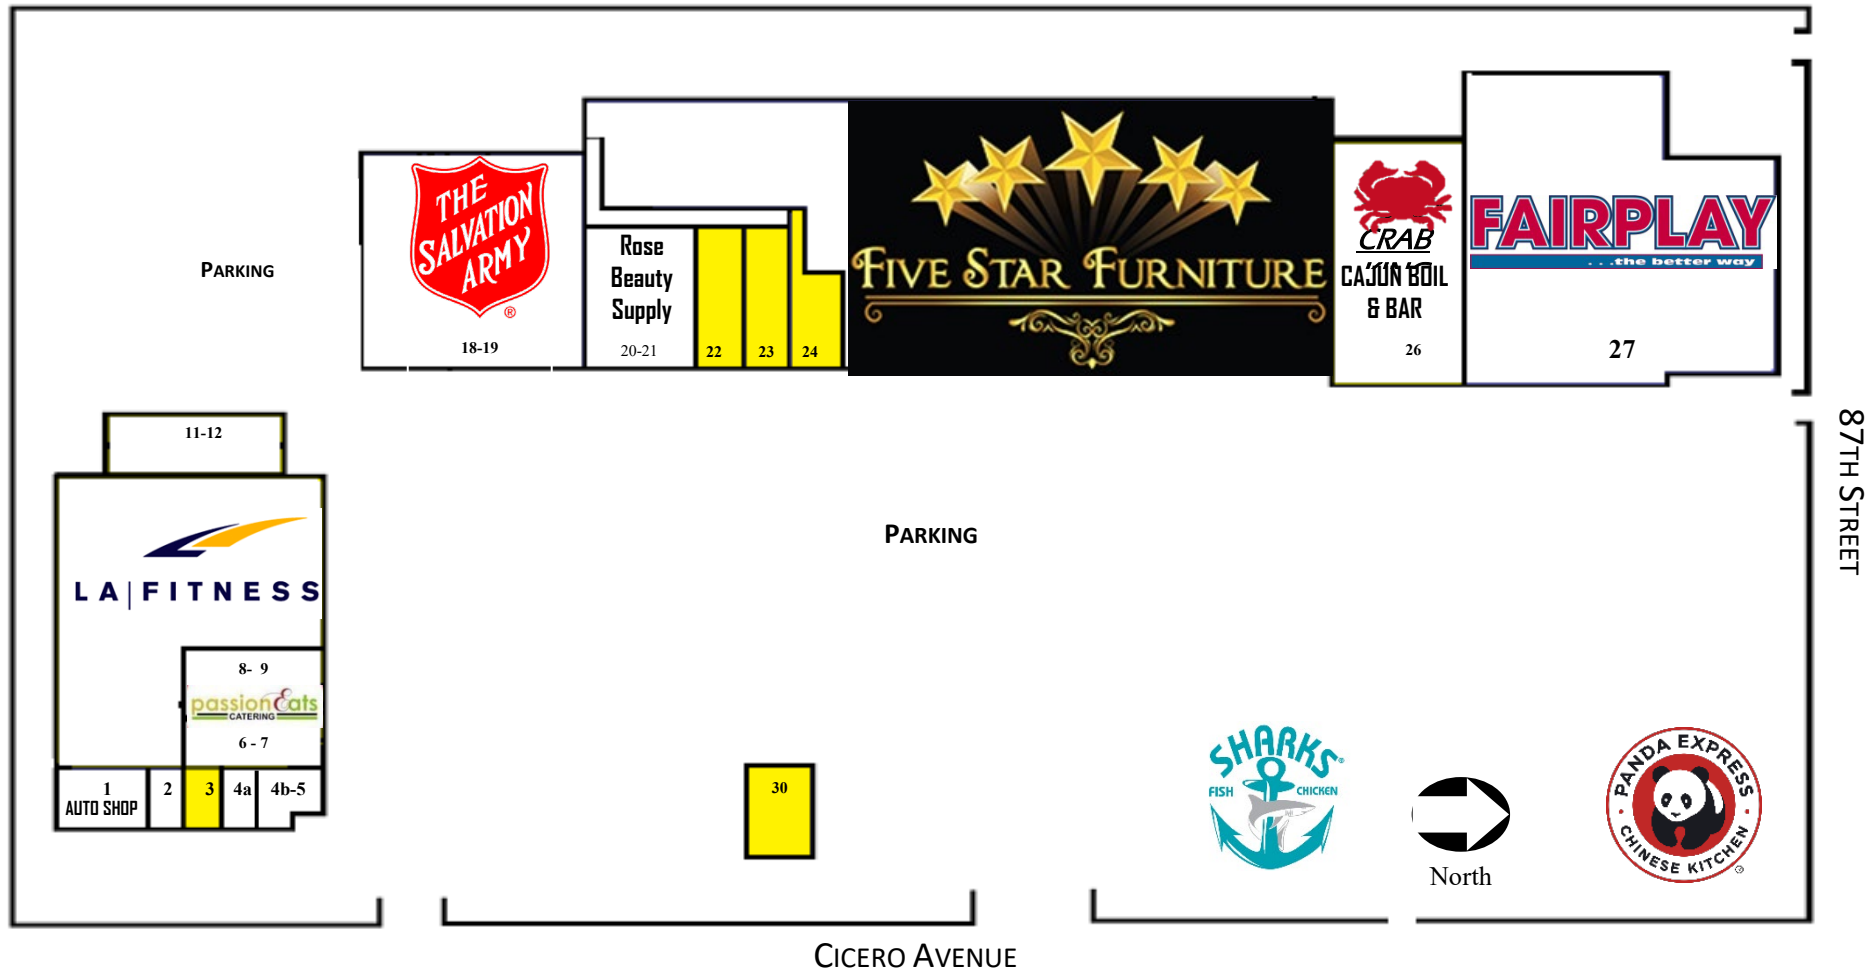 PARKING
THE
SALVATION
ARMY
®
18-19
Rose
Beauty
Supply
20-21
22
23
24
FIVE STAR FURNITURE
CRAB
KING
CAJUN BOIL
& BAR
26
FAIRPLAY
...the better way
27
87TH STREET
11-12
LA|FITNESS
8- 9
passion Eats
CATERING
6 - 7
1
AUTO SHOP
2
3
4a
4b-5
PARKING
30
SHARKS®
FISH CHICKEN
North
PANDA EXPRESS
CHINESE KITCHEN
®
CICERO AVENUE